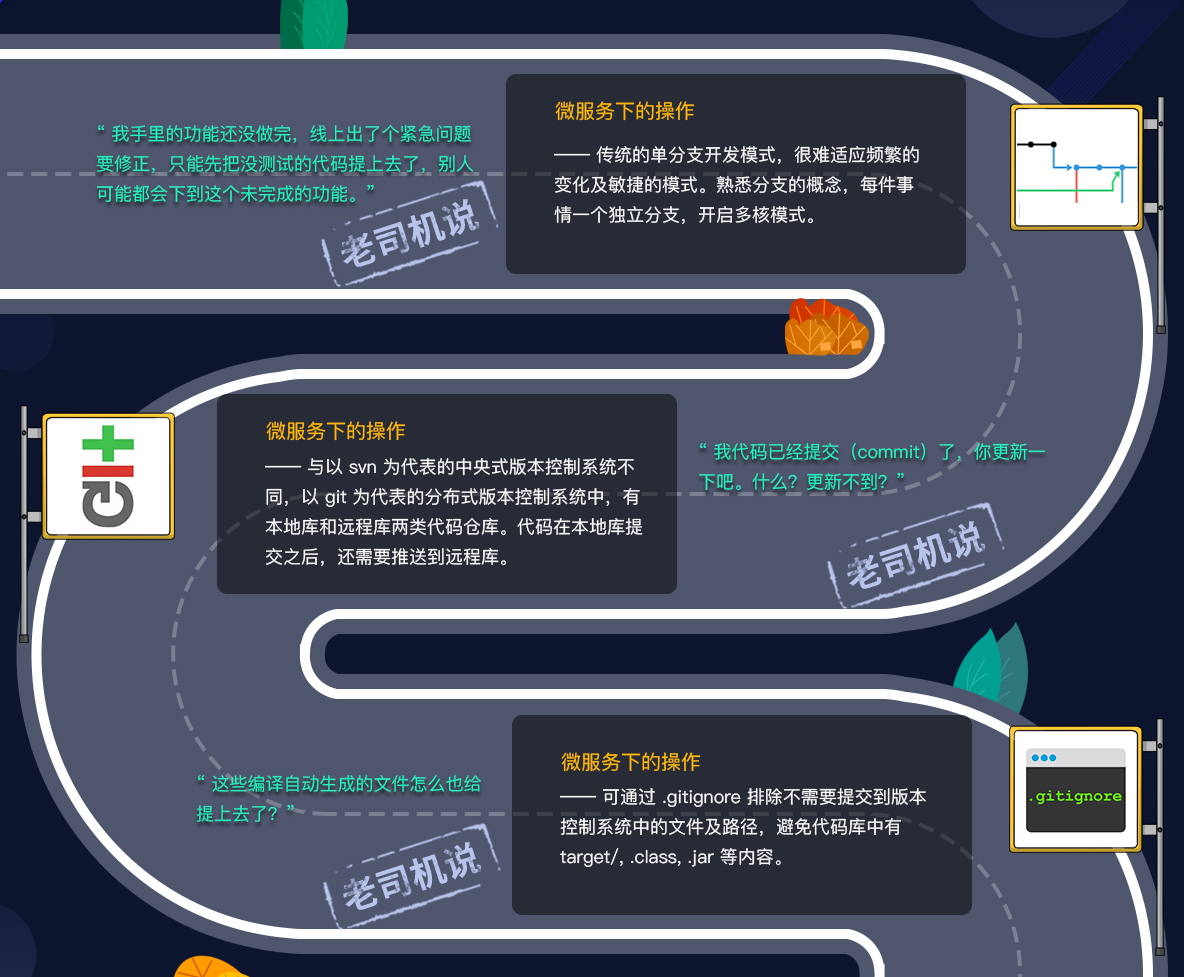 “ 我手里的功能还没做完，线上出了个紧急问题
要修正，只能先把没测试的代码提上去了，别人
可能都会下到这个未完成的功能。”
老司机说
微服务下的操作
—— 传统的单分支开发模式，很难适应频繁的
变化及敏捷的模式。熟悉分支的概念，每件事
情一个独立分支，开启多核模式。
git
微服务下的操作
—— 与以 svn 为代表的中央式版本控制系统不
同，以 git 为代表的分布式版本控制系统中，有
本地库和远程库两类代码仓库。代码在本地库提
交之后，还需要推送到远程库。
“ 我代码已经提交（commit）了，你更新一
下吧。什么？更新不到？”
老司机说
“ 这些编译自动生成的文件怎么也给
提上去了？”
老司机说
微服务下的操作
—— 可通过 .gitignore 排除不需要提交到版本
控制系统中的文件及路径，避免代码库中有
target/, .class, .jar 等内容。
.gitignore